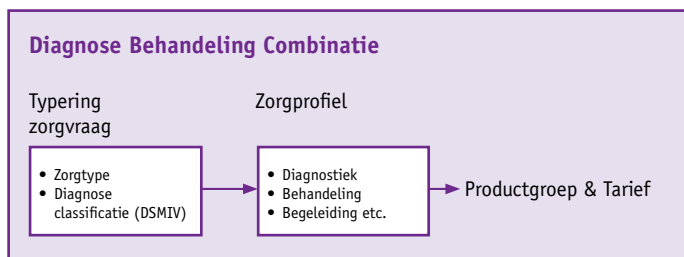 Diagnose Behandeling Combinatie
Typering
zorgvraag
• Zorgtype
• Diagnose
classificatie (DSMIV)
Zorgprofiel
• Diagnostiek
• Behandeling
• Begeleiding etc.
Productgroep & Tarief